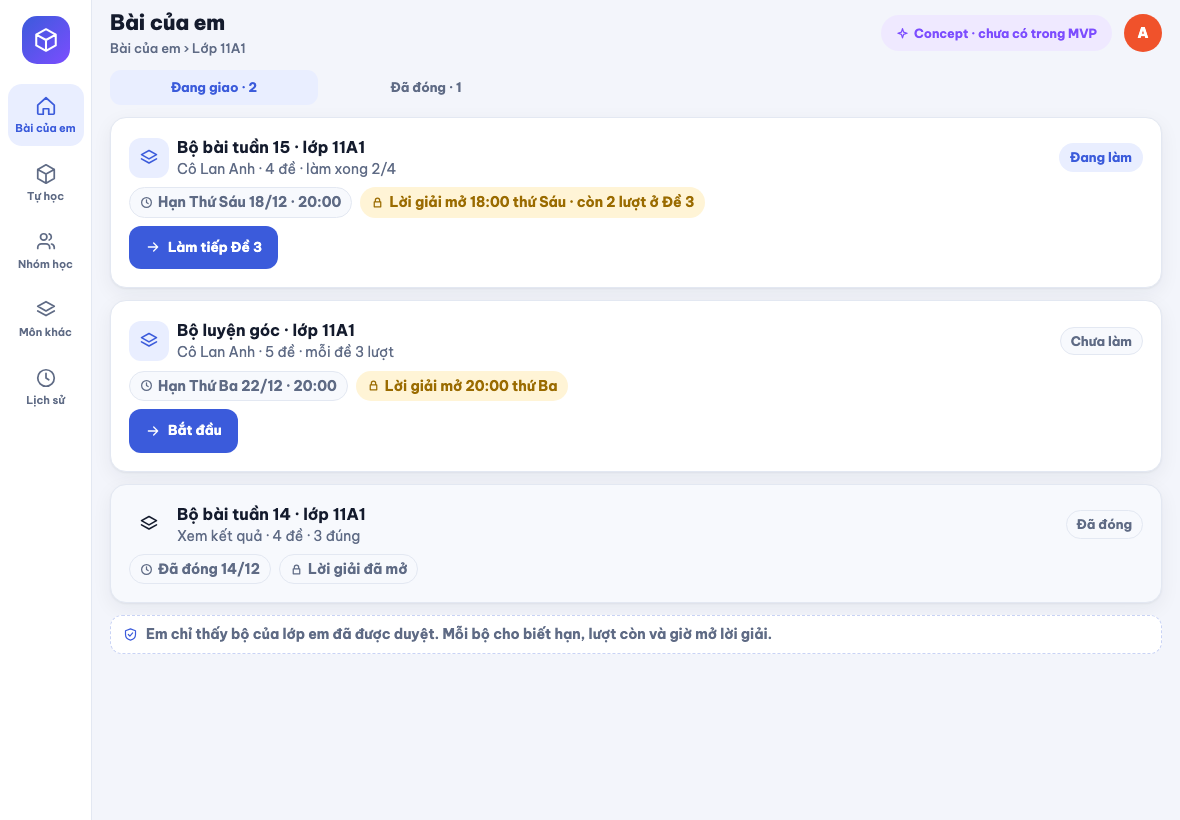 Bài của em
Bài của em › Lớp 11A1
Concept · chưa có trong MVP
A
Bài của em
Tự học
Nhóm học
Môn khác
Lịch sử
Đang giao · 2
Đã đóng · 1
Bộ bài tuần 15 · lớp 11A1
Cô Lan Anh · 4 đề · làm xong 2/4
Đang làm
Hạn Thứ Sáu 18/12 · 20:00
Lời giải mở 18:00 thứ Sáu · còn 2 lượt ở Đề 3
Làm tiếp Đề 3
Bộ luyện góc · lớp 11A1
Cô Lan Anh · 5 đề · mỗi đề 3 lượt
Chưa làm
Hạn Thứ Ba 22/12 · 20:00
Lời giải mở 20:00 thứ Ba
Bắt đầu
Bộ bài tuần 14 · lớp 11A1
Xem kết quả · 4 đề · 3 đúng
Đã đóng
Đã đóng 14/12
Lời giải đã mở
Em chỉ thấy bộ của lớp em đã được duyệt. Mỗi bộ cho biết hạn, lượt còn và giờ mở lời giải.